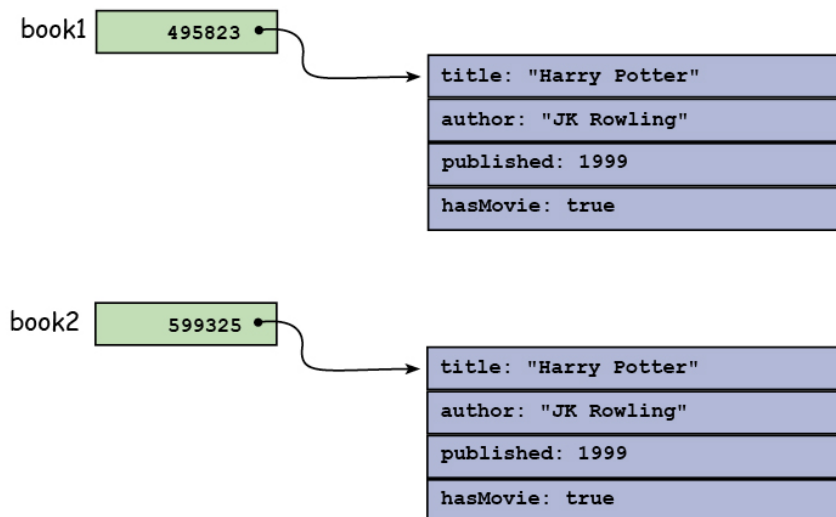 book1
495823
title: "Harry Potter"
author: "JK Rowling"
published: 1999
hasMovie: true
book2
599325
title: "Harry Potter"
author: "JK Rowling"
published: 1999
hasMovie: true